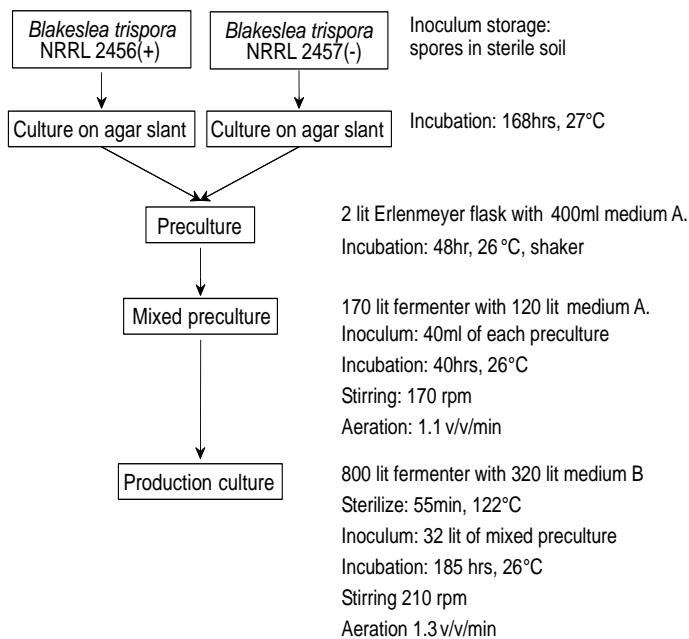 Blakeslea trispora
NRRL 2456(+)
Blakeslea trispora
NRRL 2457(-)
Inoculum storage:
spores in sterile soil
Culture on agar slant
Culture on agar slant
Incubation: 168hrs, 27°C
Preculture
2 lit Erlenmeyer flask with 400ml medium A.
Incubation: 48hr, 26 °C, shaker
Mixed preculture
170 lit fermenter with 120 lit medium A.
Inoculum: 40ml of each preculture
Incubation: 40hrs, 26°C
Stirring: 170 rpm
Aeration: 1.1 v/v/min
Production culture
800 lit fermenter with 320 lit medium B
Sterilize: 55min, 122°C
Inoculum: 32 lit of mixed preculture
Incubation: 185 hrs, 26°C
Stirring 210 rpm
Aeration 1.3 v/v/min